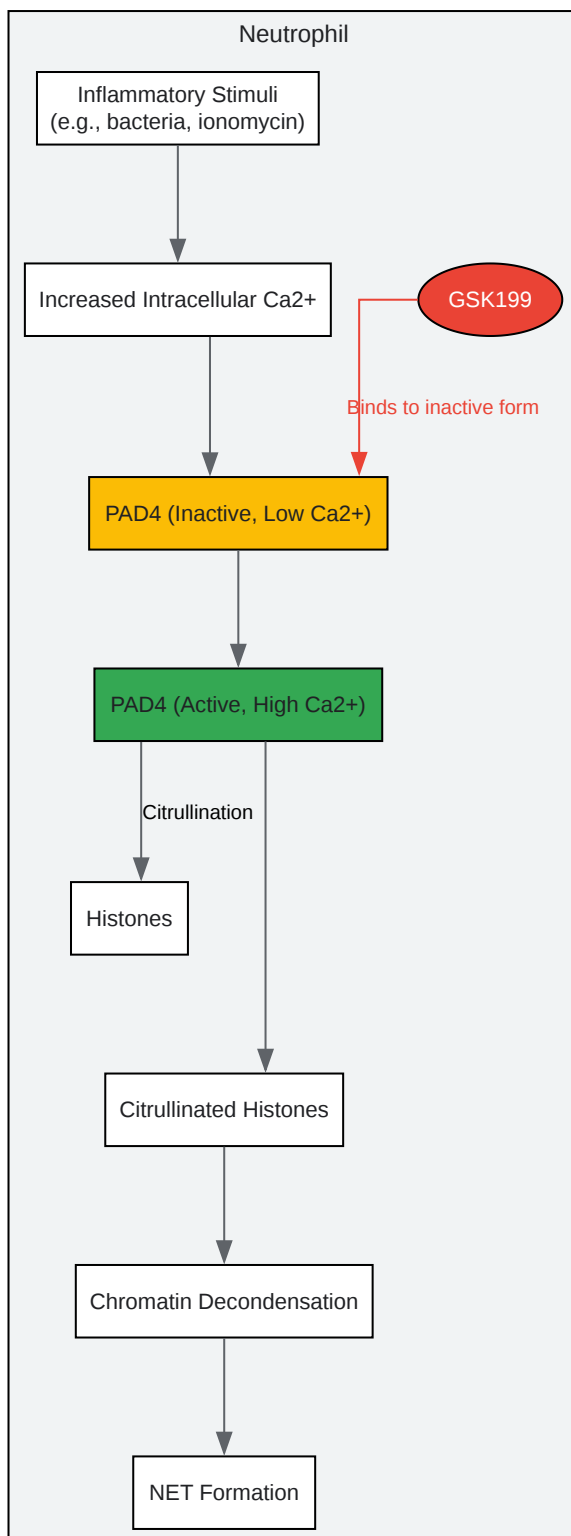 Neutrophil
Inflammatory Stimuli
(e.g., bacteria, ionomycin)
Increased Intracellular Ca2+
GSK199
Binds to inactive form
PAD4 (Inactive, Low Ca2+)
PAD4 (Active, High Ca2+)
Citrullination
Histones
Citrullinated Histones
Chromatin Decondensation
NET Formation